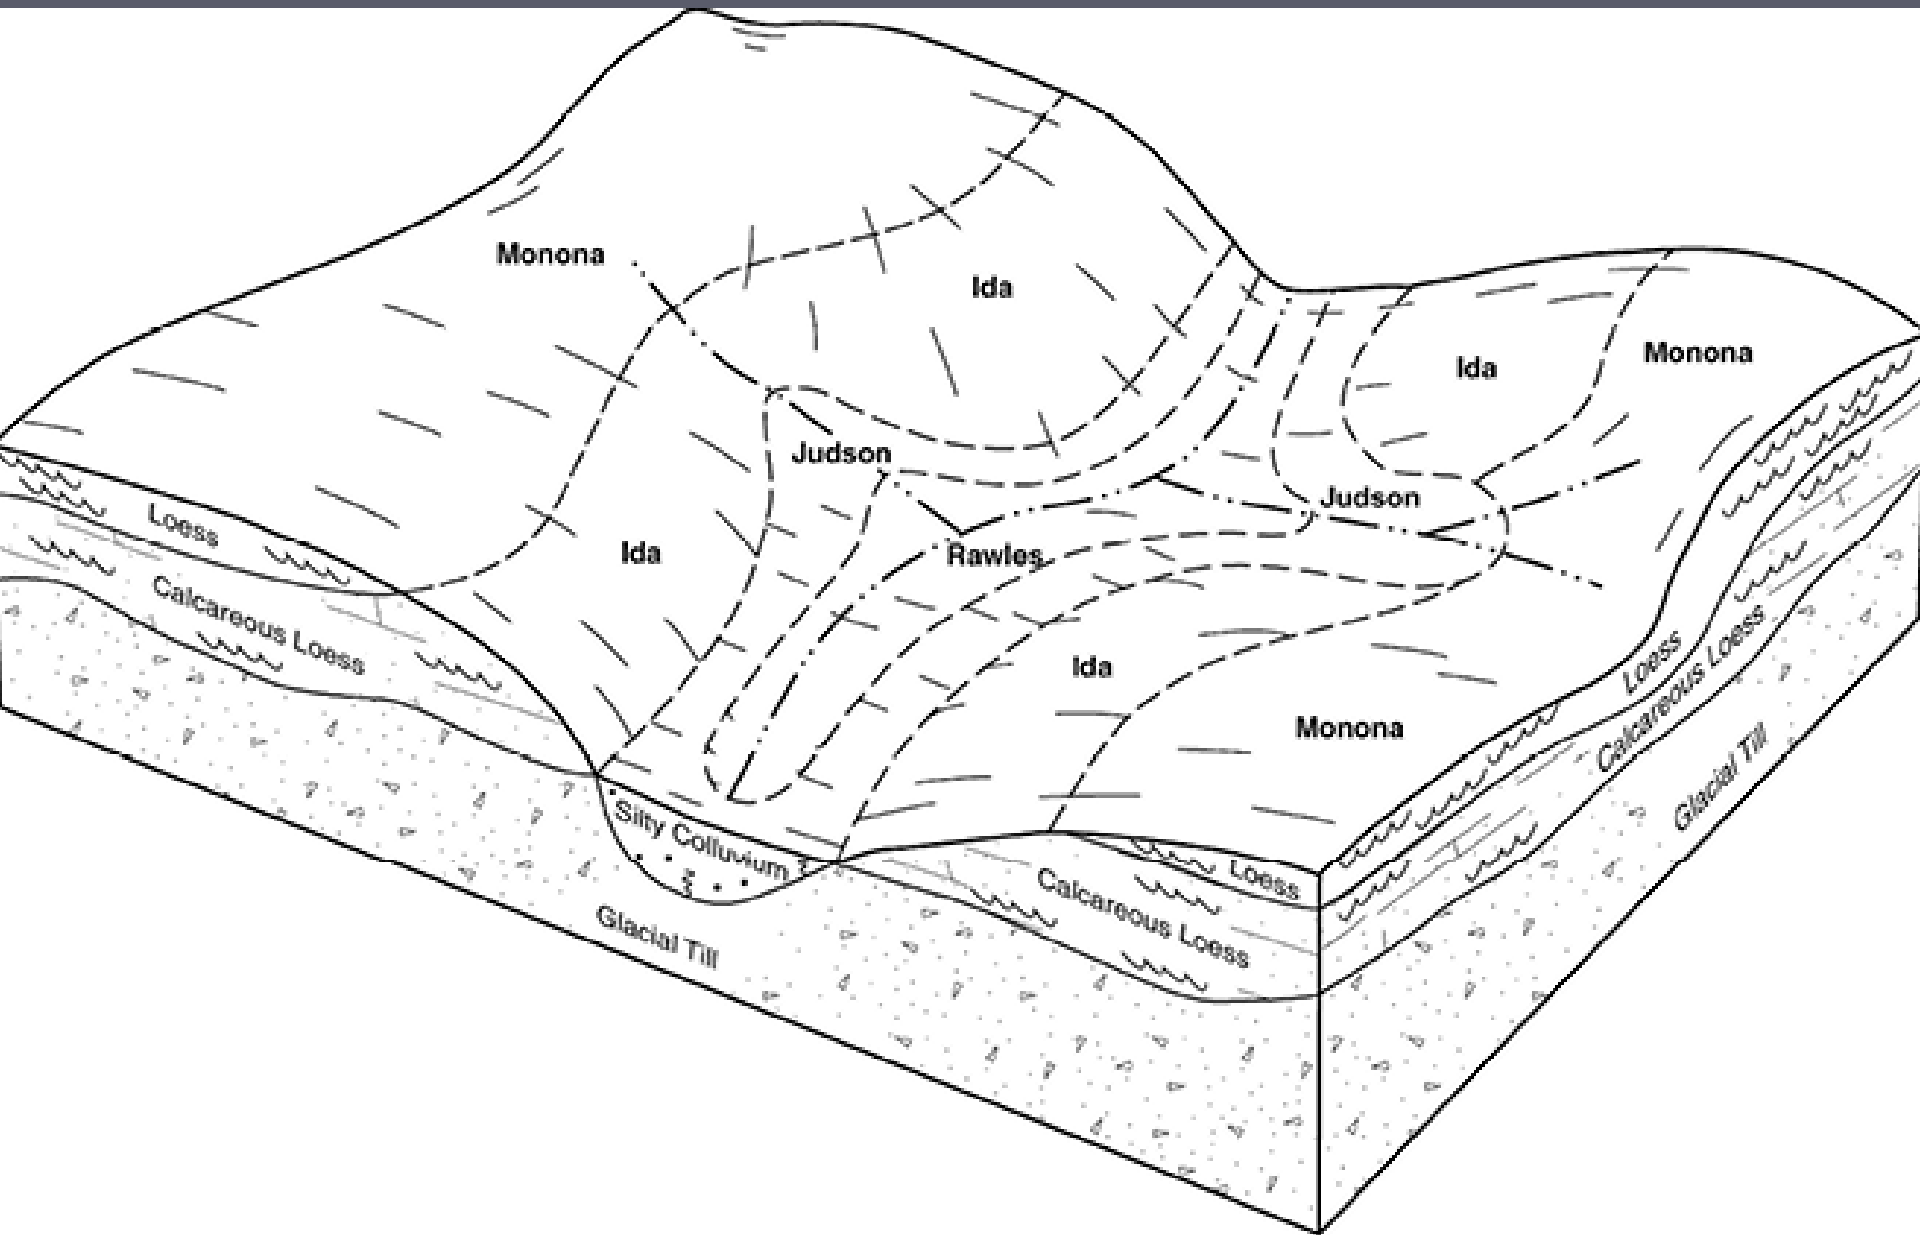 Monona
Ida
Ida
Monona
Judson
Judson
Loess
Ida
Rawles
Calcareous Loess
Ida
Loess
Calcareous Loess
Monona
Glacial Till
Silty Colluvium
Loess
Calcareous Loess
Glacial Till